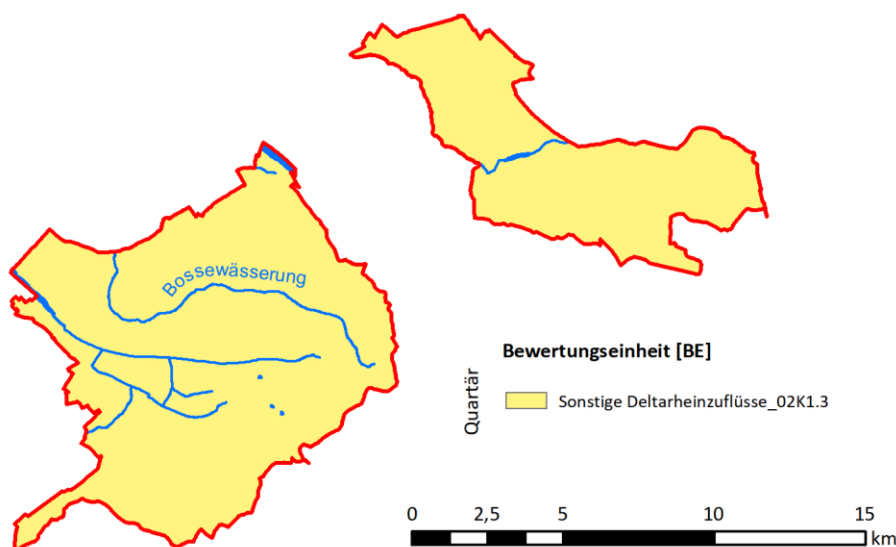 Bossewässerung
Bewertungseinheit [BE]
Quartär
Sonstige Deltarheinzuflüsse_02K1.3
0 2,5 5 10 15
km